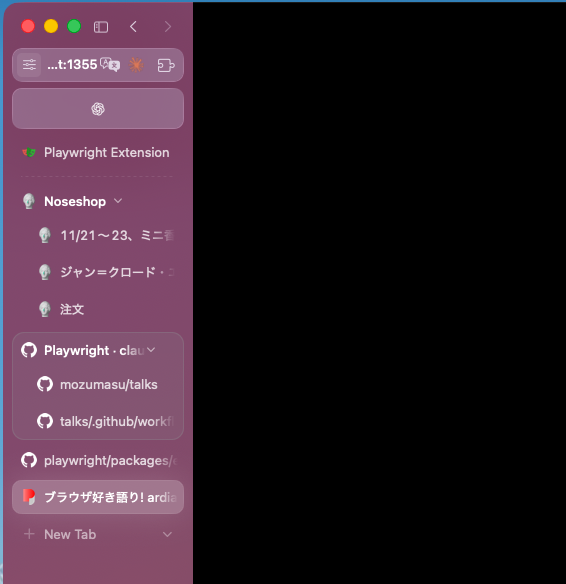 ...t:1355
Playwright Extension
Noseshop
11/21～23、ミニ
ジャン＝クロード・
注文
Playwright · clau
mozumasu/talks
talks/.github/workf
playwright/packages/
ブラウザ好き語り! ardia
New Tab